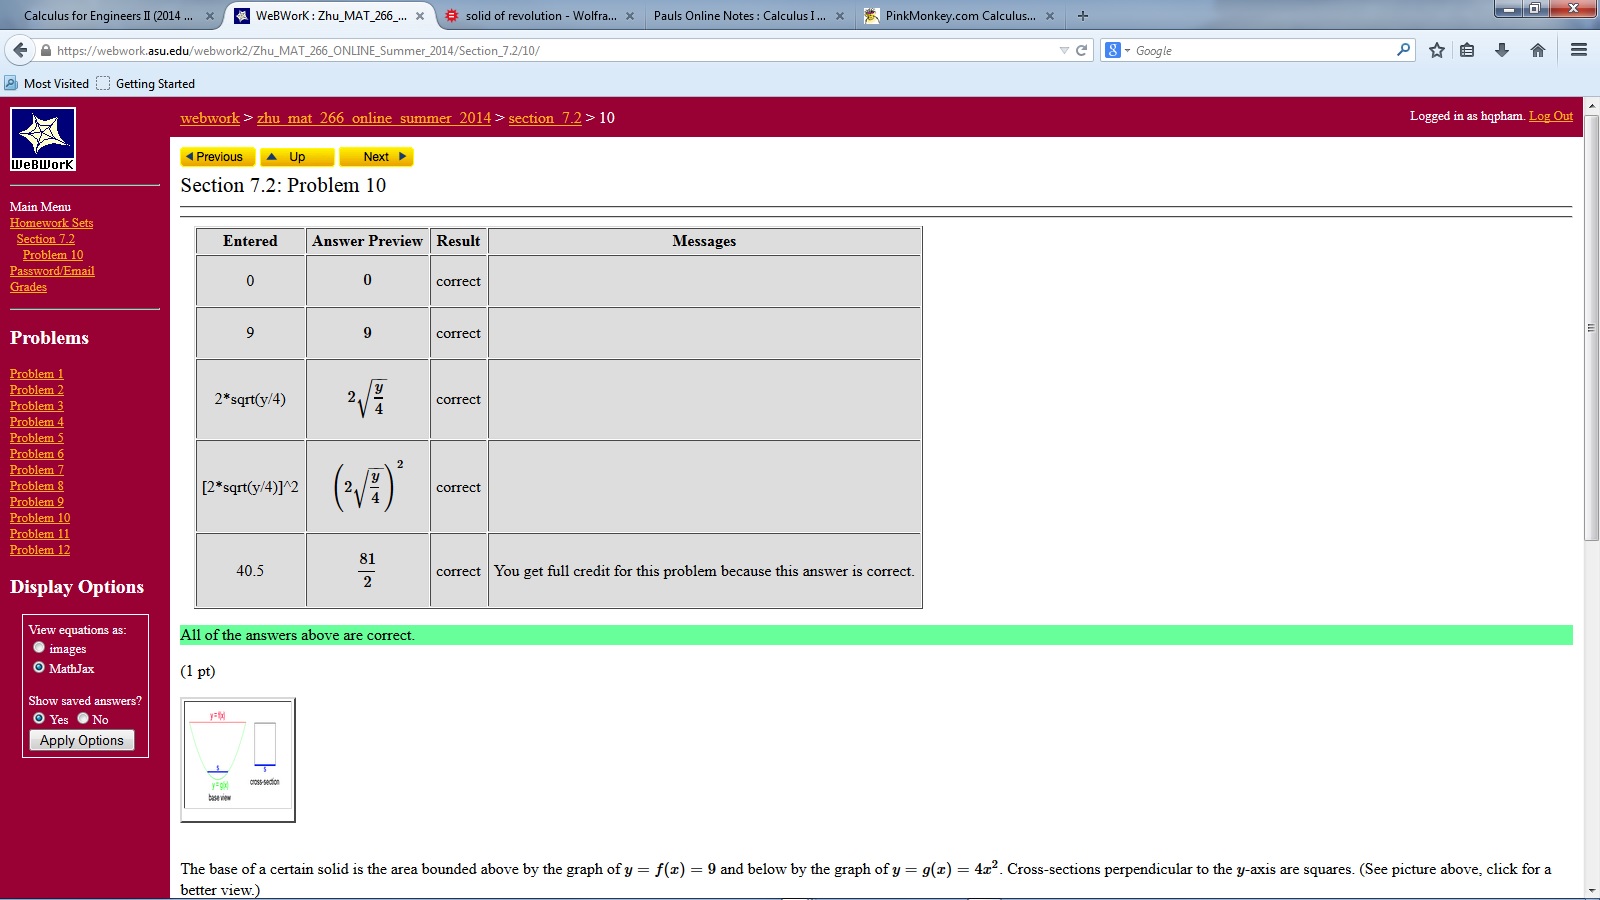 Calculus for Engineers II (2014 ... × WeBWorK : Zhu_MAT_266_... × solid of revolution - Wolfra... × Pauls Online Notes : Calculus I ... × PinkMonkey.com Calculus... × +
https://webwork.asu.edu/webwork2/Zhu_MAT_266_ONLINE_Summer_2014/Section_7.2/10/ Google
Most Visited Getting Started
WeBWorK
webwork > zhu_mat_266_online_summer_2014 > section_7.2 > 10
Logged in as hqpham. Log Out
Main Menu
Homework Sets
Section 7.2
Problem 10
Password/Email
Grades
Problems
Problem 1
Problem 2
Problem 3
Problem 4
Problem 5
Problem 6
Problem 7
Problem 8
Problem 9
Problem 10
Problem 11
Problem 12
Display Options
View equations as:
images
MathJax
Show saved answers?
Yes No
Apply Options
Previous Up Next
Section 7.2: Problem 10
Entered Answer Preview Result Messages
0 0 correct
9 9 correct
2*sqrt(y/4) 2√(y/4) correct
[2*sqrt(y/4)]^2 (2√(y/4))² correct
40.5 81/2 correct You get full credit for this problem because this answer is correct.
All of the answers above are correct.
(1 pt)
y = f(x)
s s
y = g(x) cross-section
base view
The base of a certain solid is the area bounded above by the graph of y = f(x) = 9 and below by the graph of y = g(x) = 4x². Cross-sections perpendicular to the y-axis are squares. (See picture above, click for a
better view.)